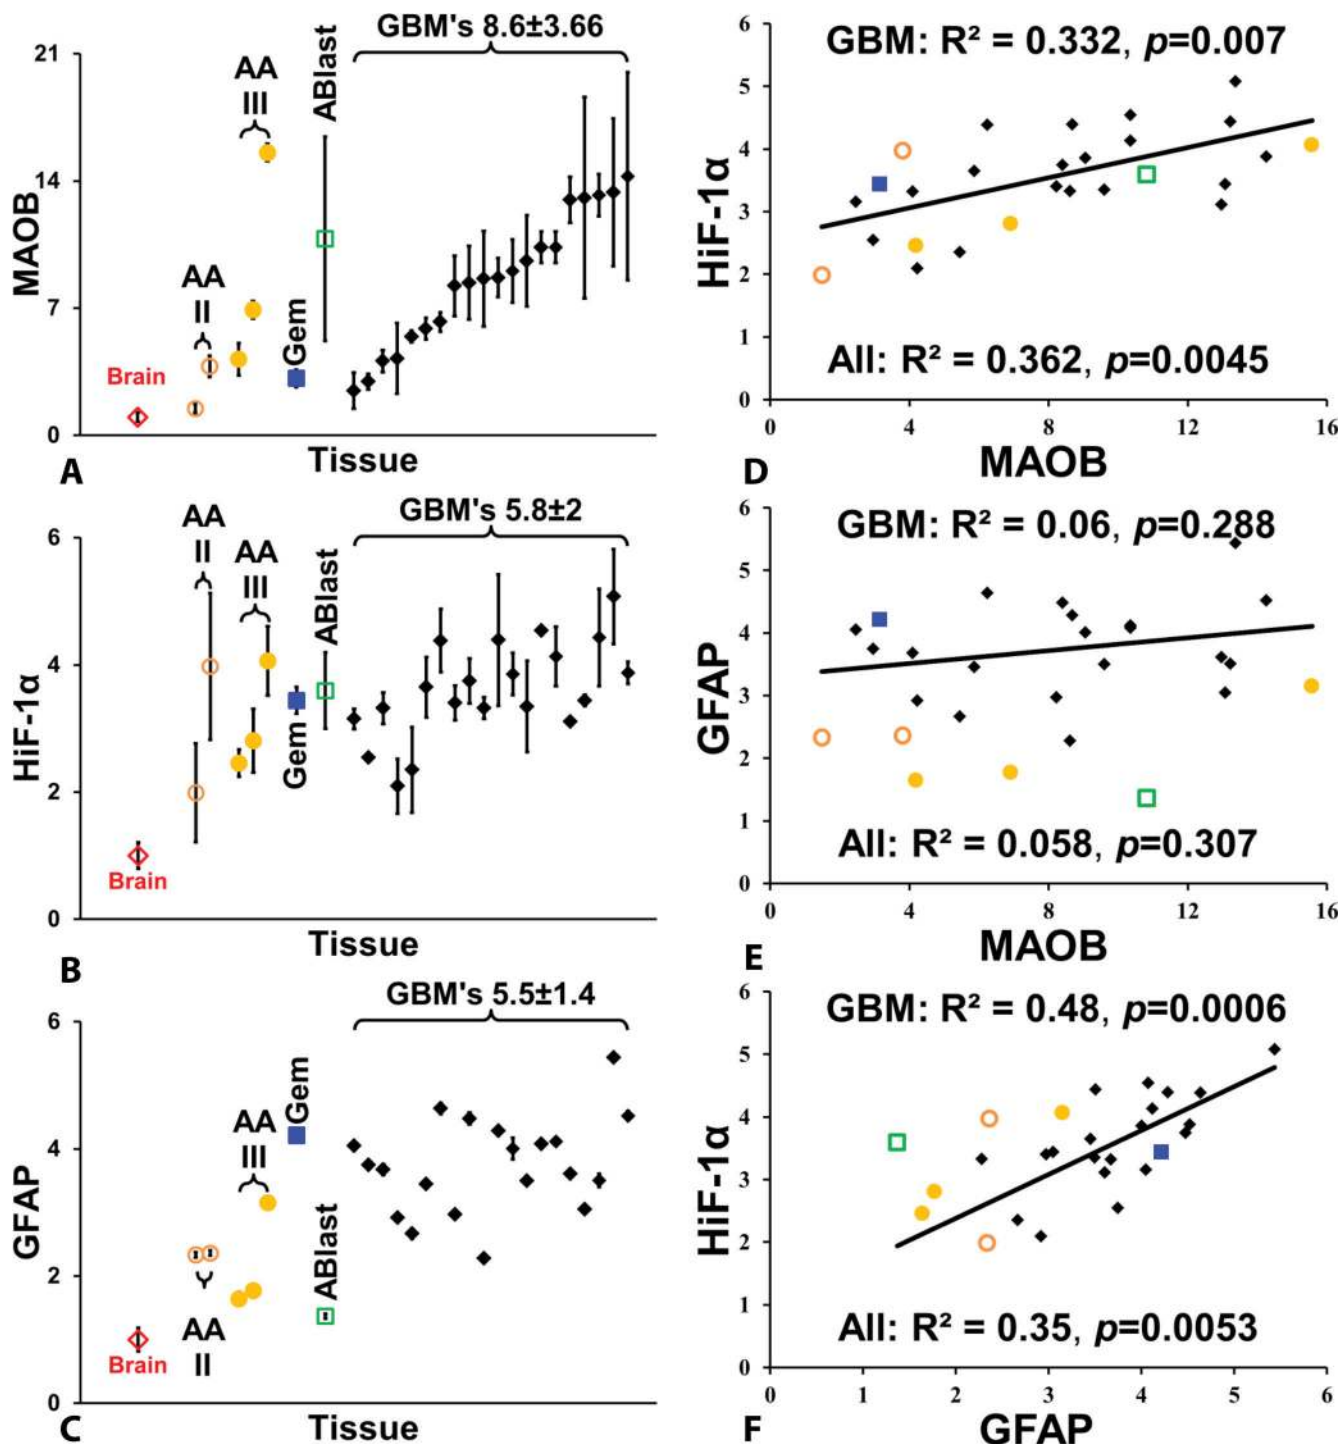 GBM's 8.6±3.66
21
14
7
0
MAOB
AA
III
AA
II
ABlast
Gem
Brain
Tissue
A
GBM's 5.8±2
6
4
2
0
HiF-1α
AA
II
AA
III
ABlast
Gem
Brain
Tissue
B
GBM's 5.5±1.4
6
4
2
0
GFAP
AA
III
Gem
AA
II
ABlast
Brain
Tissue
C
GBM: R² = 0.332, p=0.007
6
5
4
3
2
1
0
HiF-1α
All: R² = 0.362, p=0.0045
0 4 8 12 16
MAOB
D
GBM: R² = 0.06, p=0.288
6
5
4
3
2
1
0
GFAP
All: R² = 0.058, p=0.307
0 4 8 12 16
MAOB
E
GBM: R² = 0.48, p=0.0006
6
5
4
3
2
1
0
HiF-1α
All: R² = 0.35, p=0.0053
0 1 2 3 4 5 6
GFAP
F